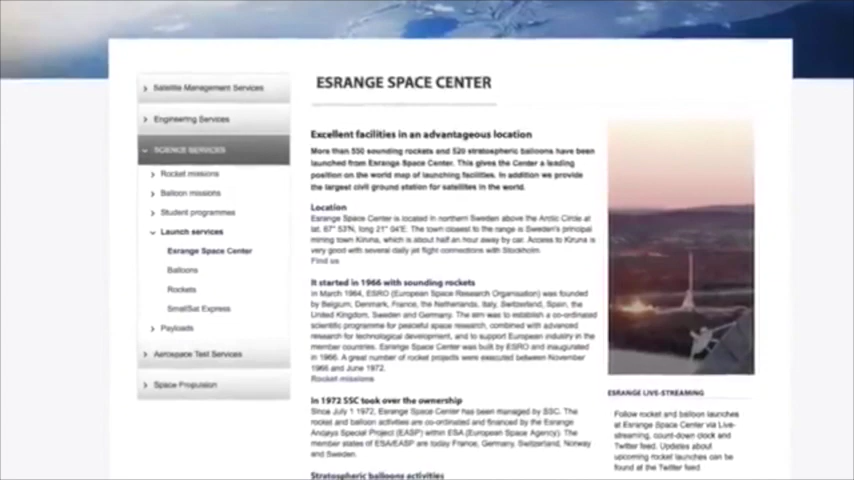 ESRANGE SPACE CENTER
Satellite Management Services
Engineering Services
SCIENCE SERVICES
Rocket missions
Balloon missions
Student programmes
Launch services
Esrange Space Center
Balloons
Rockets
SmallSat Express
Payloads
Aerospace Test Services
Space Propulsion
Excellent facilities in an advantageous location
More than 550 sounding rockets and 520 stratospheric balloons have been
launched from Esrange Space Center. This gives the Center a leading
position on the world map of launching facilities. In addition we provide
the largest civil ground station for satellites in the world.
Location
Esrange Space Center is located in northern Sweden above the Arctic Circle at
lat. 67° 53'N, long 21° 04'E. The town closest to the range is Sweden's principal
mining town Kiruna, which is about half an hour away by car. Access to Kiruna is
very good with several daily jet flight connections with Stockholm.
Find us
It started in 1966 with sounding rockets
In March 1964, ESRO (European Space Research Organisation) was founded
by Belgium, Denmark, France, the Netherlands, Italy, Switzerland, Spain, the
United Kingdom, Sweden and Germany. The aim was to establish a co-ordinated
scientific programme for peaceful space research, combined with advanced
research for technological development, and to support European industry in the
member countries. Esrange Space Center was built by ESRO and inaugurated
in 1966. A great number of rocket projects were executed between November
1966 and June 1972.
Rocket missions
In 1972 SSC took over the ownership
Since July 1 1972, Esrange Space Center has been managed by SSC. The
rocket and balloon activities are co-ordinated and financed by the Esrange
Andøya Special Project (EASP) within ESA (European Space Agency). The
member states of ESA/EASP are today France, Germany, Switzerland, Norway
and Sweden.
Stratospheric balloons activities
ESRANGE LIVE-STREAMING
Follow rocket and balloon launches
at Esrange Space Center via Live-
streaming, count-down clock and
Twitter feed. Updates about
upcoming rocket launches can be
found at the Twitter feed